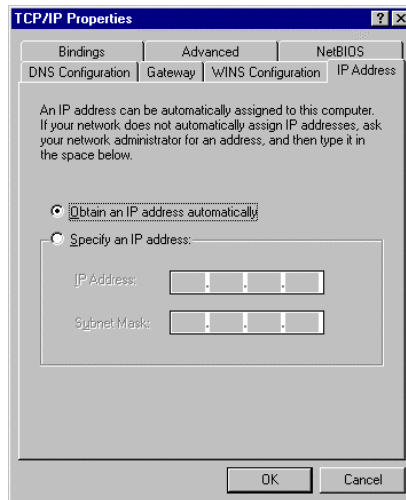 TCP/IP Properties
Bindings Advanced NetBIOS
DNS Configuration Gateway WINS Configuration IP Address
An IP address can be automatically assigned to this computer.
If your network does not automatically assign IP addresses, ask
your network administrator for an address, and then type it in
the space below.
Obtain an IP address automatically
Specify an IP address:
IP Address:
Subnet Mask:
OK Cancel